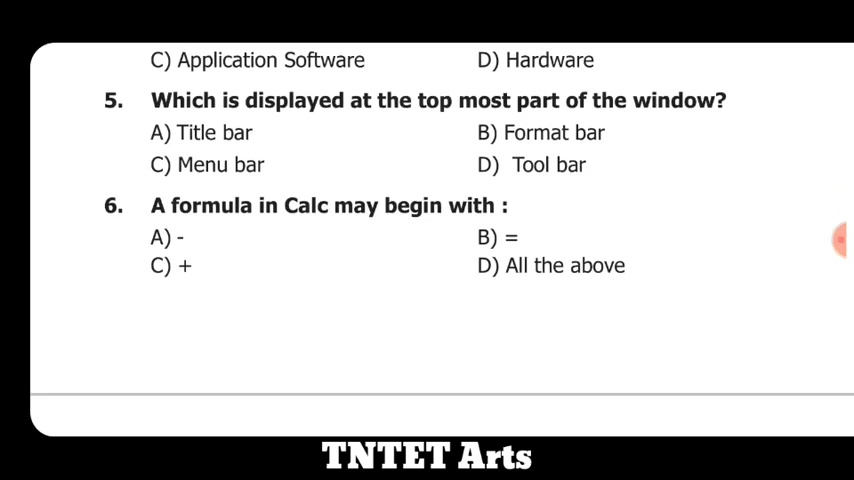 C) Application Software D) Hardware
5. Which is displayed at the top most part of the window?
A) Title bar B) Format bar
C) Menu bar D) Tool bar
6. A formula in Calc may begin with :
A) - B) =
C) + D) All the above
TNTET Arts